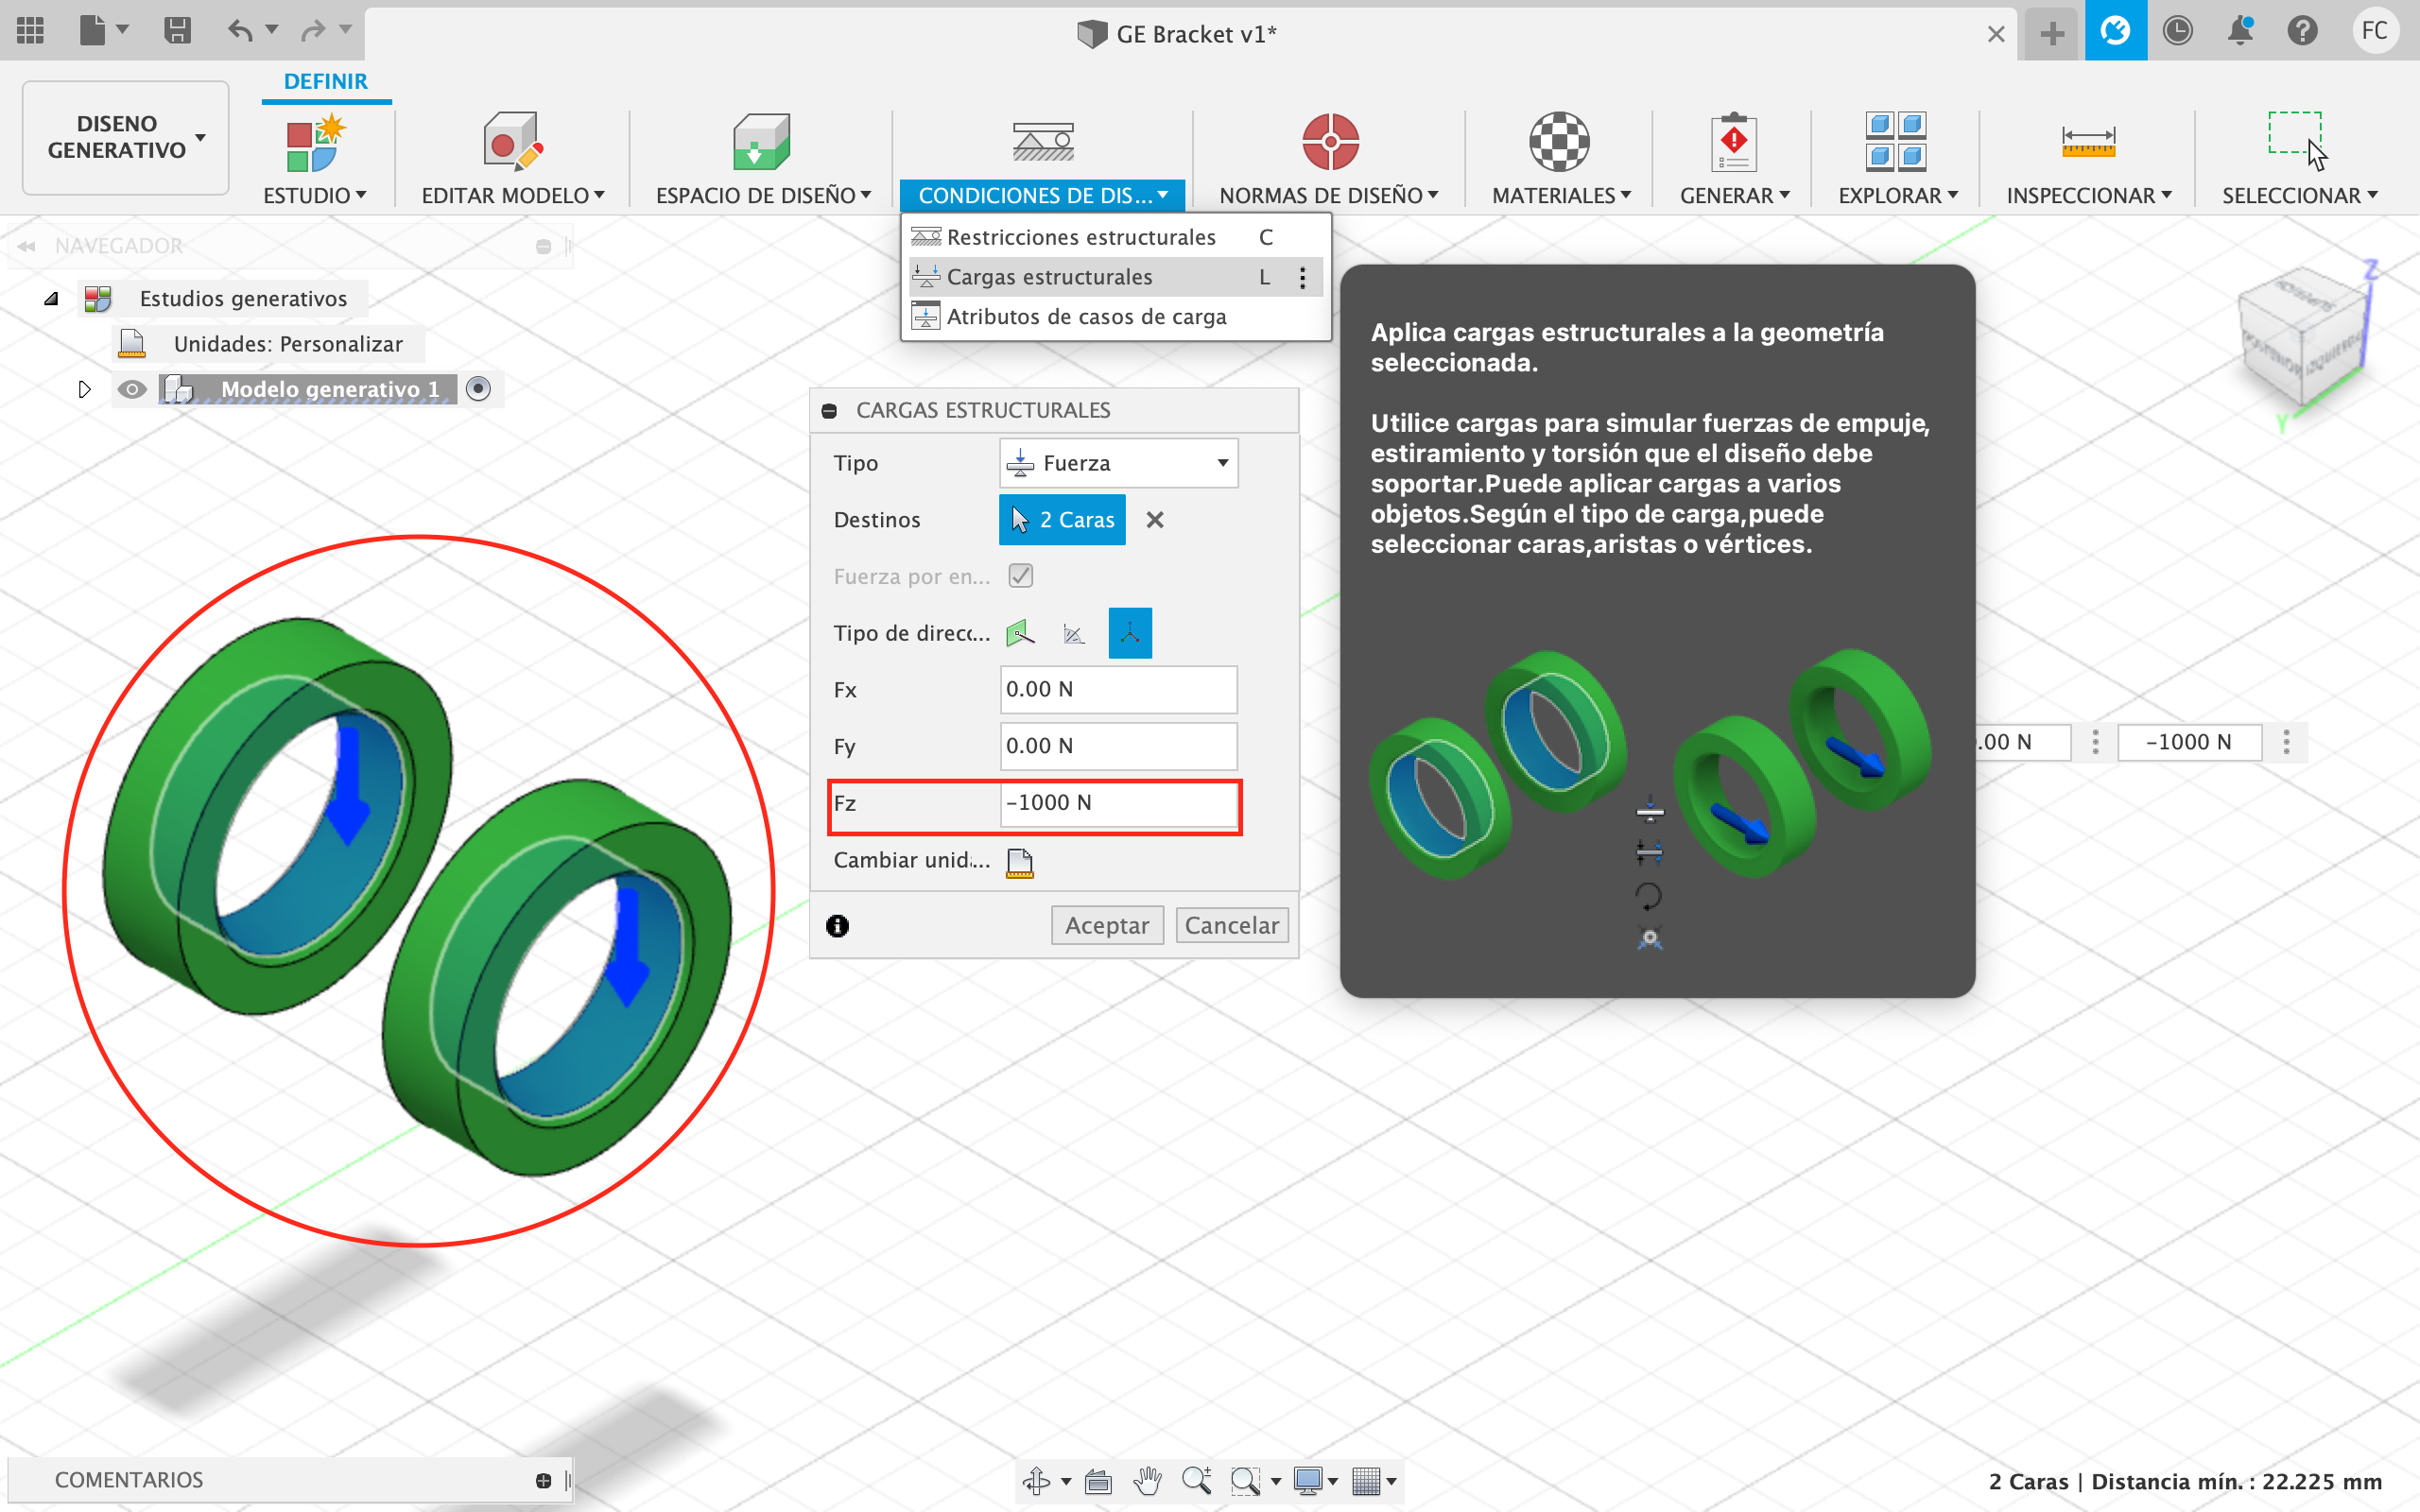 GE Bracket v1*
FC
DEFINIR
DISENO
GENERATIVO
ESTUDIO
EDITAR MODELO
ESPACIO DE DISEÑO
CONDICIONES DE DIS...
NORMAS DE DISEÑO
MATERIALES
GENERAR
EXPLORAR
INSPECCIONAR
SELECCIONAR
NAVEGADOR
Estudios generativos
Unidades: Personalizar
Modelo generativo 1
Restricciones estructurales C
Cargas estructurales L
Atributos de casos de carga
Aplica cargas estructurales a la geometría
seleccionada.
Utilice cargas para simular fuerzas de empuje,
estiramiento y torsión que el diseño debe
soportar.Puede aplicar cargas a varios
objetos.Según el tipo de carga,puede
seleccionar caras,aristas o vértices.
Z
SUPERIOR
POSTERIOR
IZQUIERDA
Y
CARGAS ESTRUCTURALES
Tipo Fuerza
Destinos 2 Caras
Fuerza por en...
Tipo de direcc...
Fx 0.00 N
Fy 0.00 N
Fz -1000 N
Cambiar unid...
Aceptar Cancelar
.00 N -1000 N
COMENTARIOS
2 Caras | Distancia mín. : 22.225 mm